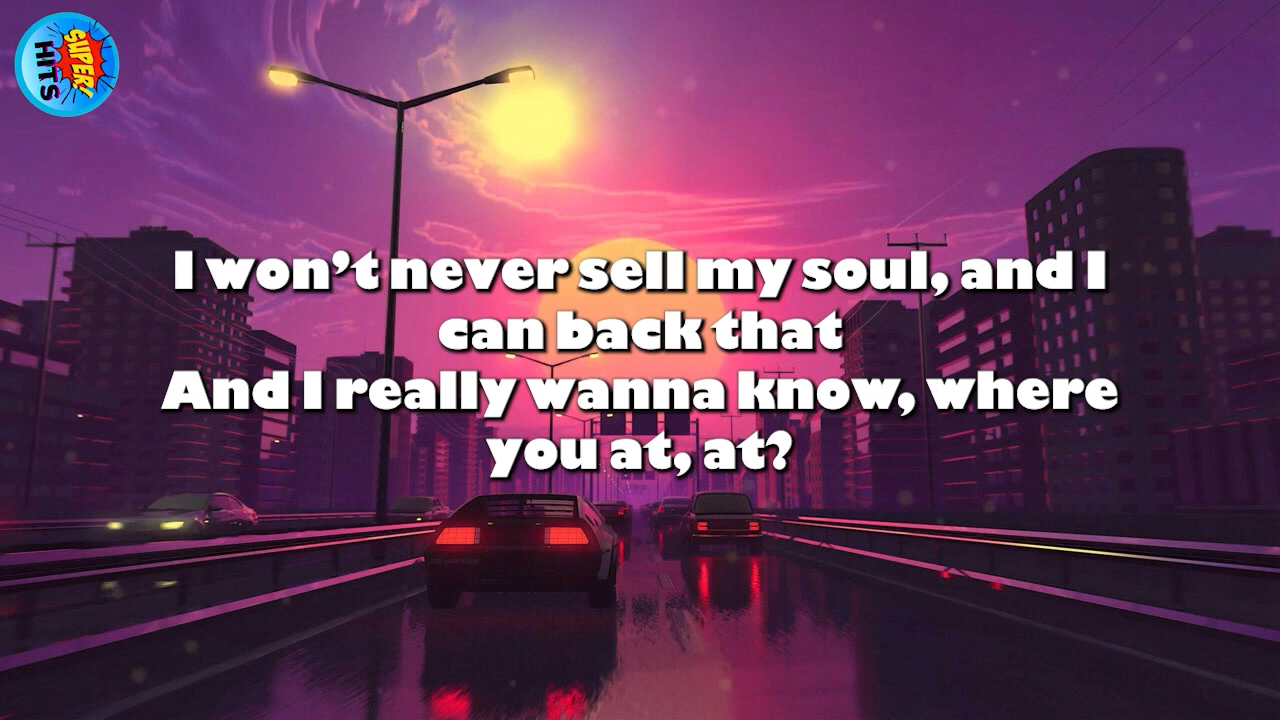 SUPER!
HITS
I won’t never sell my soul, and I
can back that
And I really wanna know, where
you at, at?